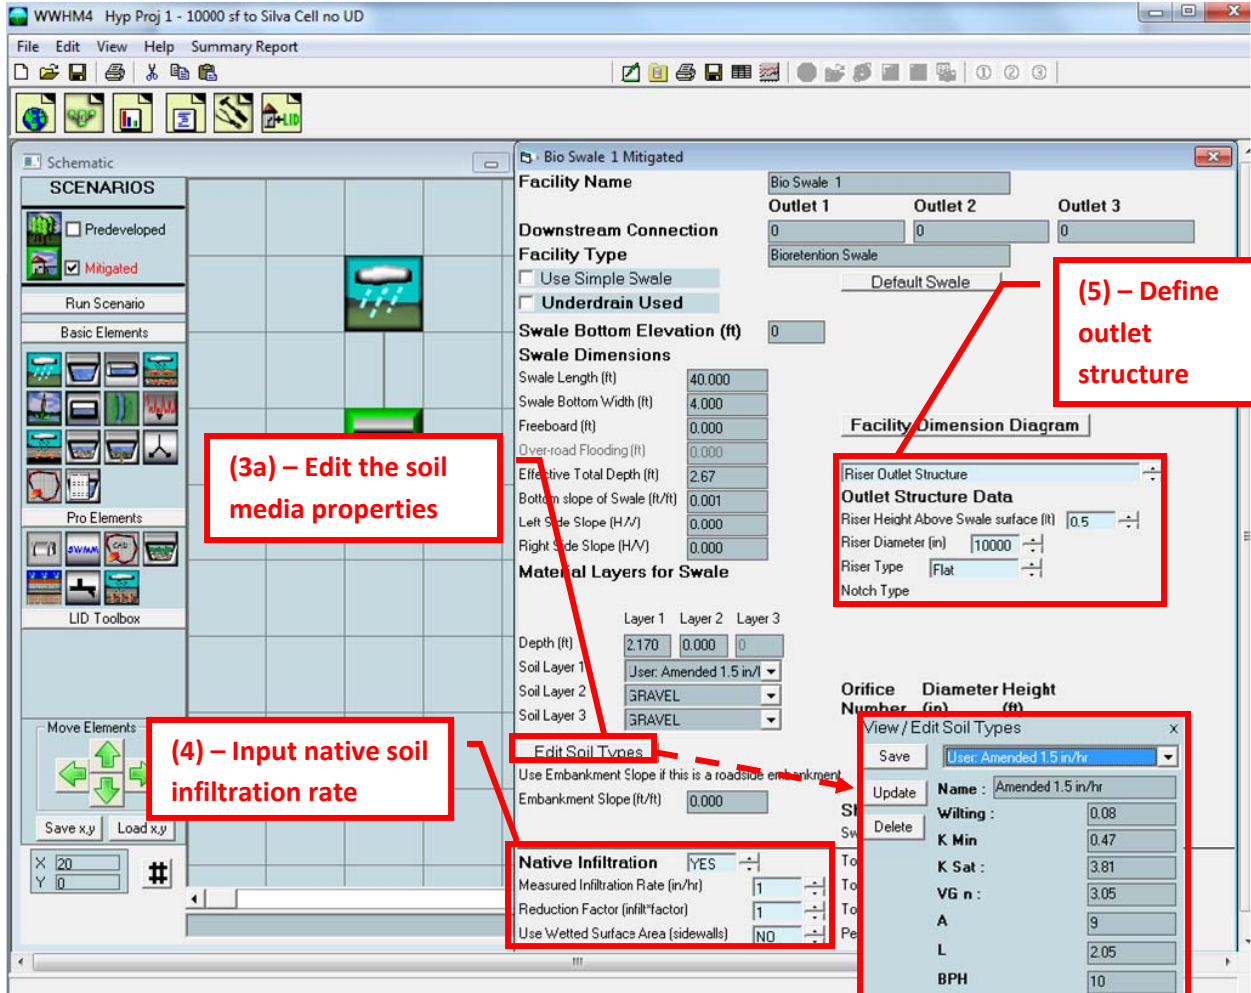 WWHM4 Hyp Proj 1 - 10000 sf to Silva Cell no UD
File Edit View Help Summary Report
Schematic
SCENARIOS
Predeveloped
Mitigated
Run Scenario
Basic Elements
Pro Elements
LID Toolbox
Move Elements
Save x,y Load x,y
X 20
Y 0
Bio Swale 1 Mitigated
Facility Name Bio Swale 1
Outlet 1 Outlet 2 Outlet 3
Downstream Connection 0 0 0
Facility Type Bioretention Swale
Use Simple Swale Default Swale
Underdrain Used
Swale Bottom Elevation (ft) 0
Swale Dimensions
Swale Length (ft) 40.000
Swale Bottom Width (ft) 4.000
Freeboard (ft) 0.000
Over-road Flooding (ft) 0.000
Effective Total Depth (ft) 2.67
Bottom slope of Swale (ft/ft) 0.001
Left Side Slope (H/V) 0.000
Right Side Slope (H/V) 0.000
Material Layers for Swale
Layer 1 Layer 2 Layer 3
Depth (ft) 2.170 0.000 0
Soil Layer 1 User: Amended 1.5 in/
Soil Layer 2 GRAVEL
Soil Layer 3 GRAVEL
Edit Soil Types
Use Embankment Slope if this is a roadside embankment
Embankment Slope (ft/ft) 0.000
Native Infiltration YES
Measured Infiltration Rate (in/hr) 1
Reduction Factor (infilt*factor) 1
Use Wetted Surface Area (sidewalls) NO
Facility Dimension Diagram
Riser Outlet Structure
Outlet Structure Data
Riser Height Above Swale surface (ft) 0.5
Riser Diameter (in) 10000
Riser Type Flat
Notch Type
Orifice Diameter Height
Number (in) (ft)
View / Edit Soil Types x
Save User: Amended 1.5 in/hr
Update Name : Amended 1.5 in/hr
Delete Wilting : 0.08
K Min 0.47
K Sat : 3.81
VG n : 3.05
A 9
L 2.05
BPH 10
(3a) – Edit the soil
media properties
(4) – Input native soil
infiltration rate
(5) – Define
outlet
structure